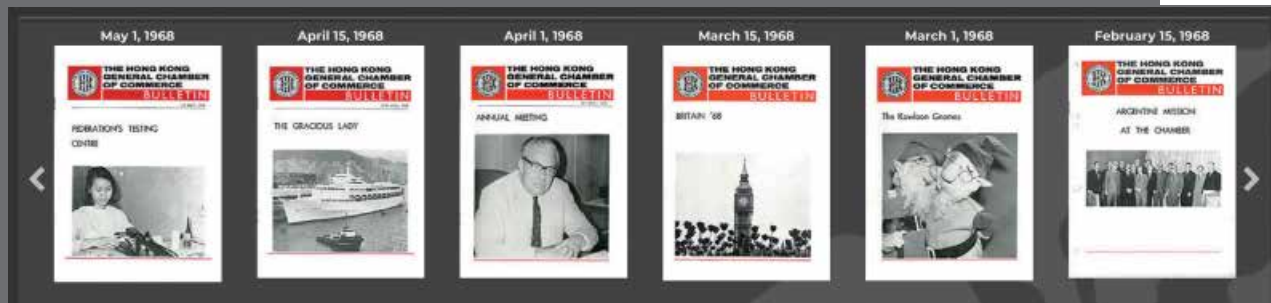 May 1, 1968
THE HONG KONG
GENERAL CHAMBER
OF COMMERCE
BULLETIN
FEDERATION'S TESTING
CENTRE
April 15, 1968
THE HONG KONG
GENERAL CHAMBER
OF COMMERCE
BULLETIN
THE GRACIOUS LADY
April 1, 1968
THE HONG KONG
GENERAL CHAMBER
OF COMMERCE
BULLETIN
ANNUAL MEETING
March 15, 1968
THE HONG KONG
GENERAL CHAMBER
OF COMMERCE
BULLETIN
BRITAIN '68
March 1, 1968
THE HONG KONG
GENERAL CHAMBER
OF COMMERCE
BULLETIN
The Kowloon Gnomes
February 15, 1968
THE HONG KONG
GENERAL CHAMBER
OF COMMERCE
BULLETIN
ARGENTINE MISSION
AT THE CHAMBER